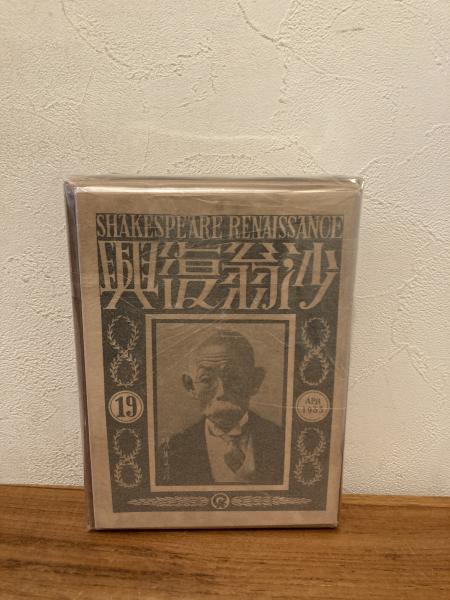 SHAKESPEARE RENAISSANCE
沙翁復興
19
APR
1933